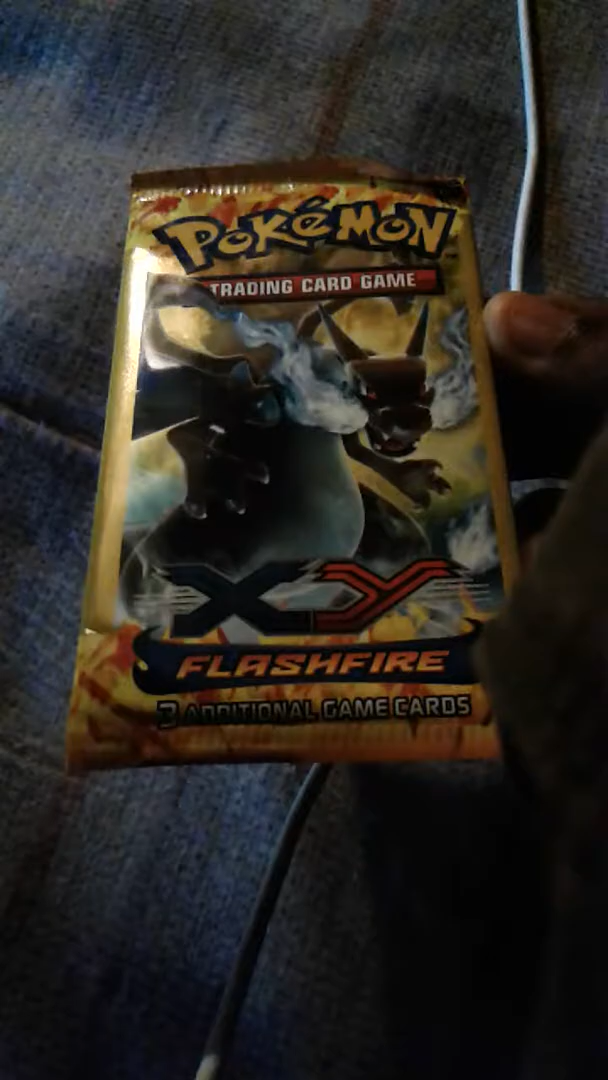 POKéMON
TRADING CARD GAME
XY
FLASHFIRE
3 ADDITIONAL GAME CARDS